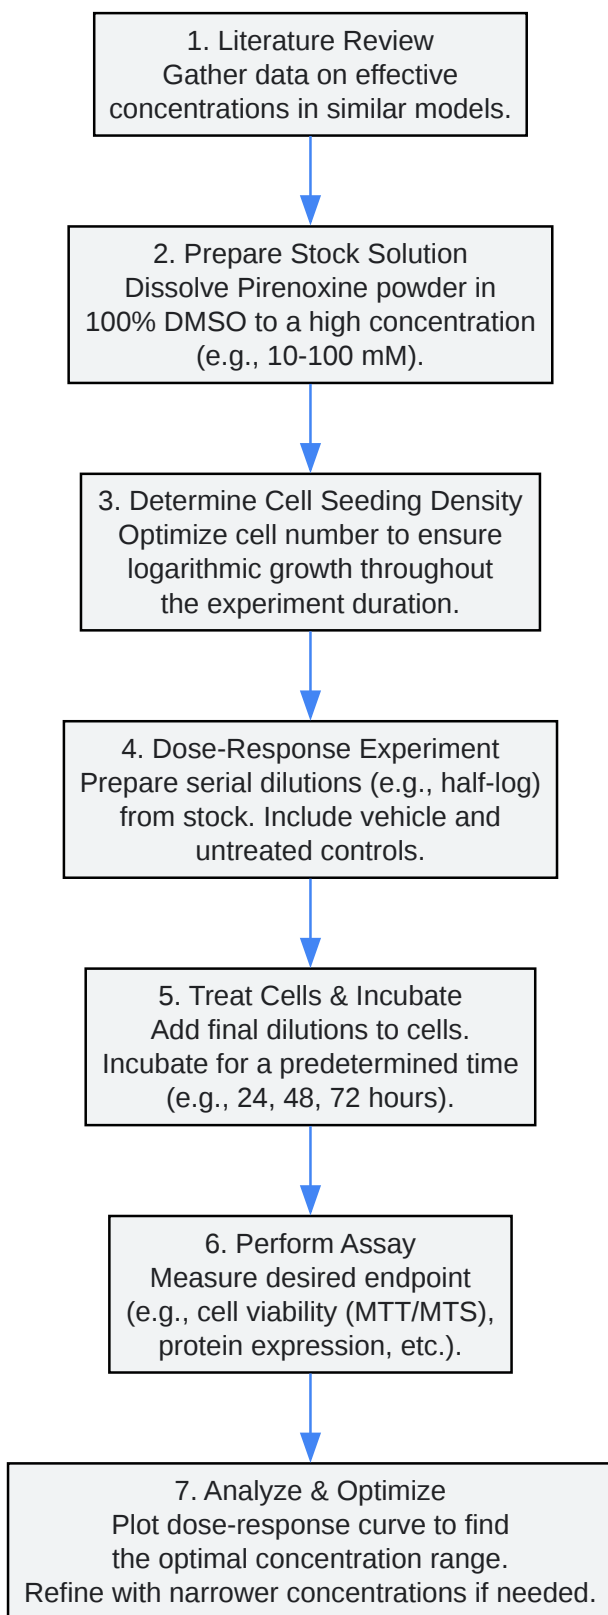 1. Literature Review
Gather data on effective
concentrations in similar models.
2. Prepare Stock Solution
Dissolve Pirenoxine powder in
100% DMSO to a high concentration
(e.g., 10-100 mM).
3. Determine Cell Seeding Density
Optimize cell number to ensure
logarithmic growth throughout
the experiment duration.
4. Dose-Response Experiment
Prepare serial dilutions (e.g., half-log)
from stock. Include vehicle and
untreated controls.
5. Treat Cells & Incubate
Add final dilutions to cells.
Incubate for a predetermined time
(e.g., 24, 48, 72 hours).
6. Perform Assay
Measure desired endpoint
(e.g., cell viability (MTT/MTS),
protein expression, etc.).
7. Analyze & Optimize
Plot dose-response curve to find
the optimal concentration range.
Refine with narrower concentrations if needed.